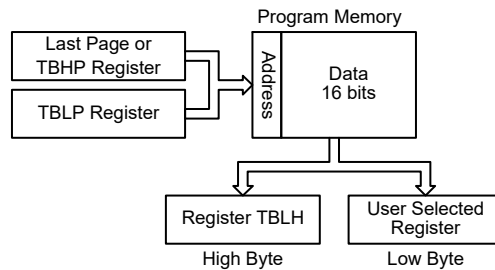 Program Memory
Last Page or
TBHP Register
TBLP Register
Address
Data
16 bits
Register TBLH
User Selected
Register
High Byte
Low Byte